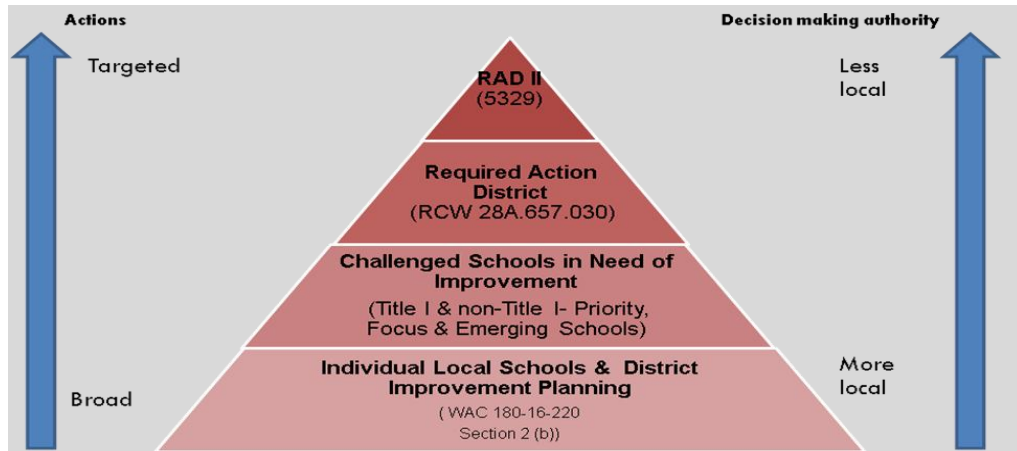 Actions
Decision making authority
Targeted
Less
local
RAD II
(5329)
Required Action
District
(RCW 28A.657.030)
Challenged Schools in Need of
Improvement
(Title I & non-Title I- Priority,
Focus & Emerging Schools)
Individual Local Schools & District
Improvement Planning
( WAC 180-16-220
Section 2 (b))
Broad
More
local